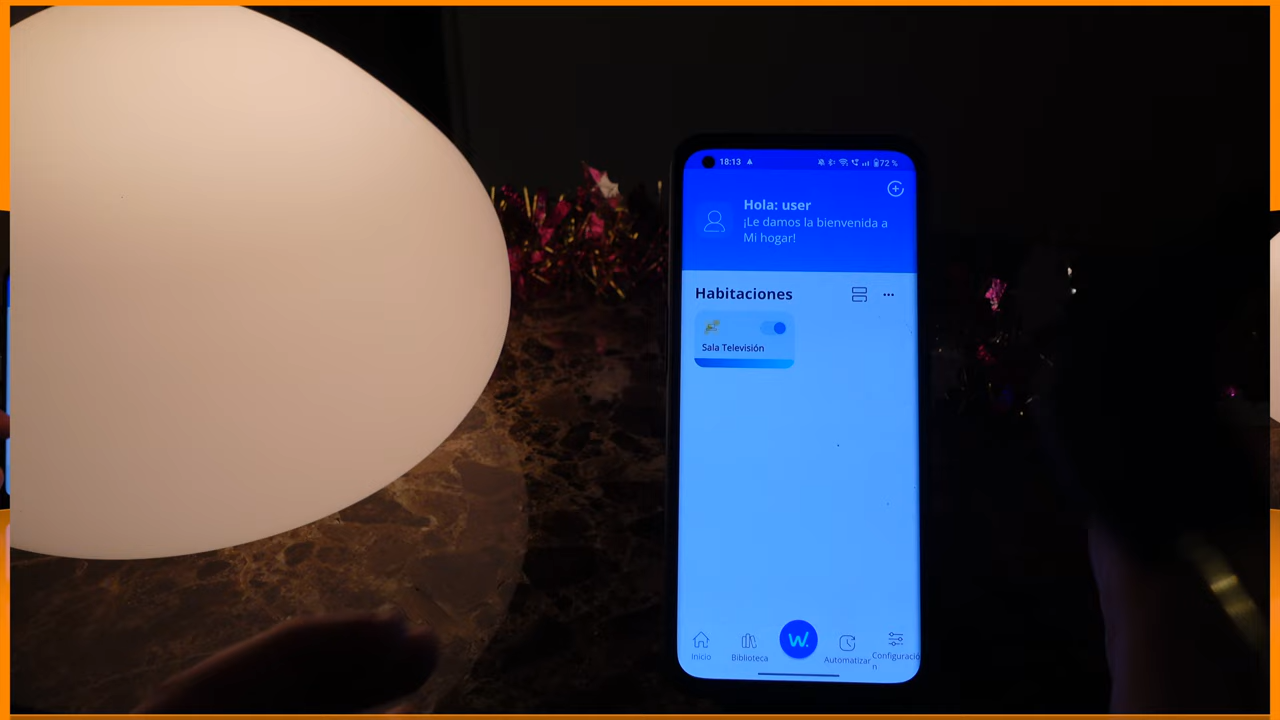 18:13
72 %
Hola: user
¡Le damos la bienvenida a
Mi hogar!
Habitaciones
Sala Televisión
W.
Inicio
Biblioteca
Automatizar
Configuració
n